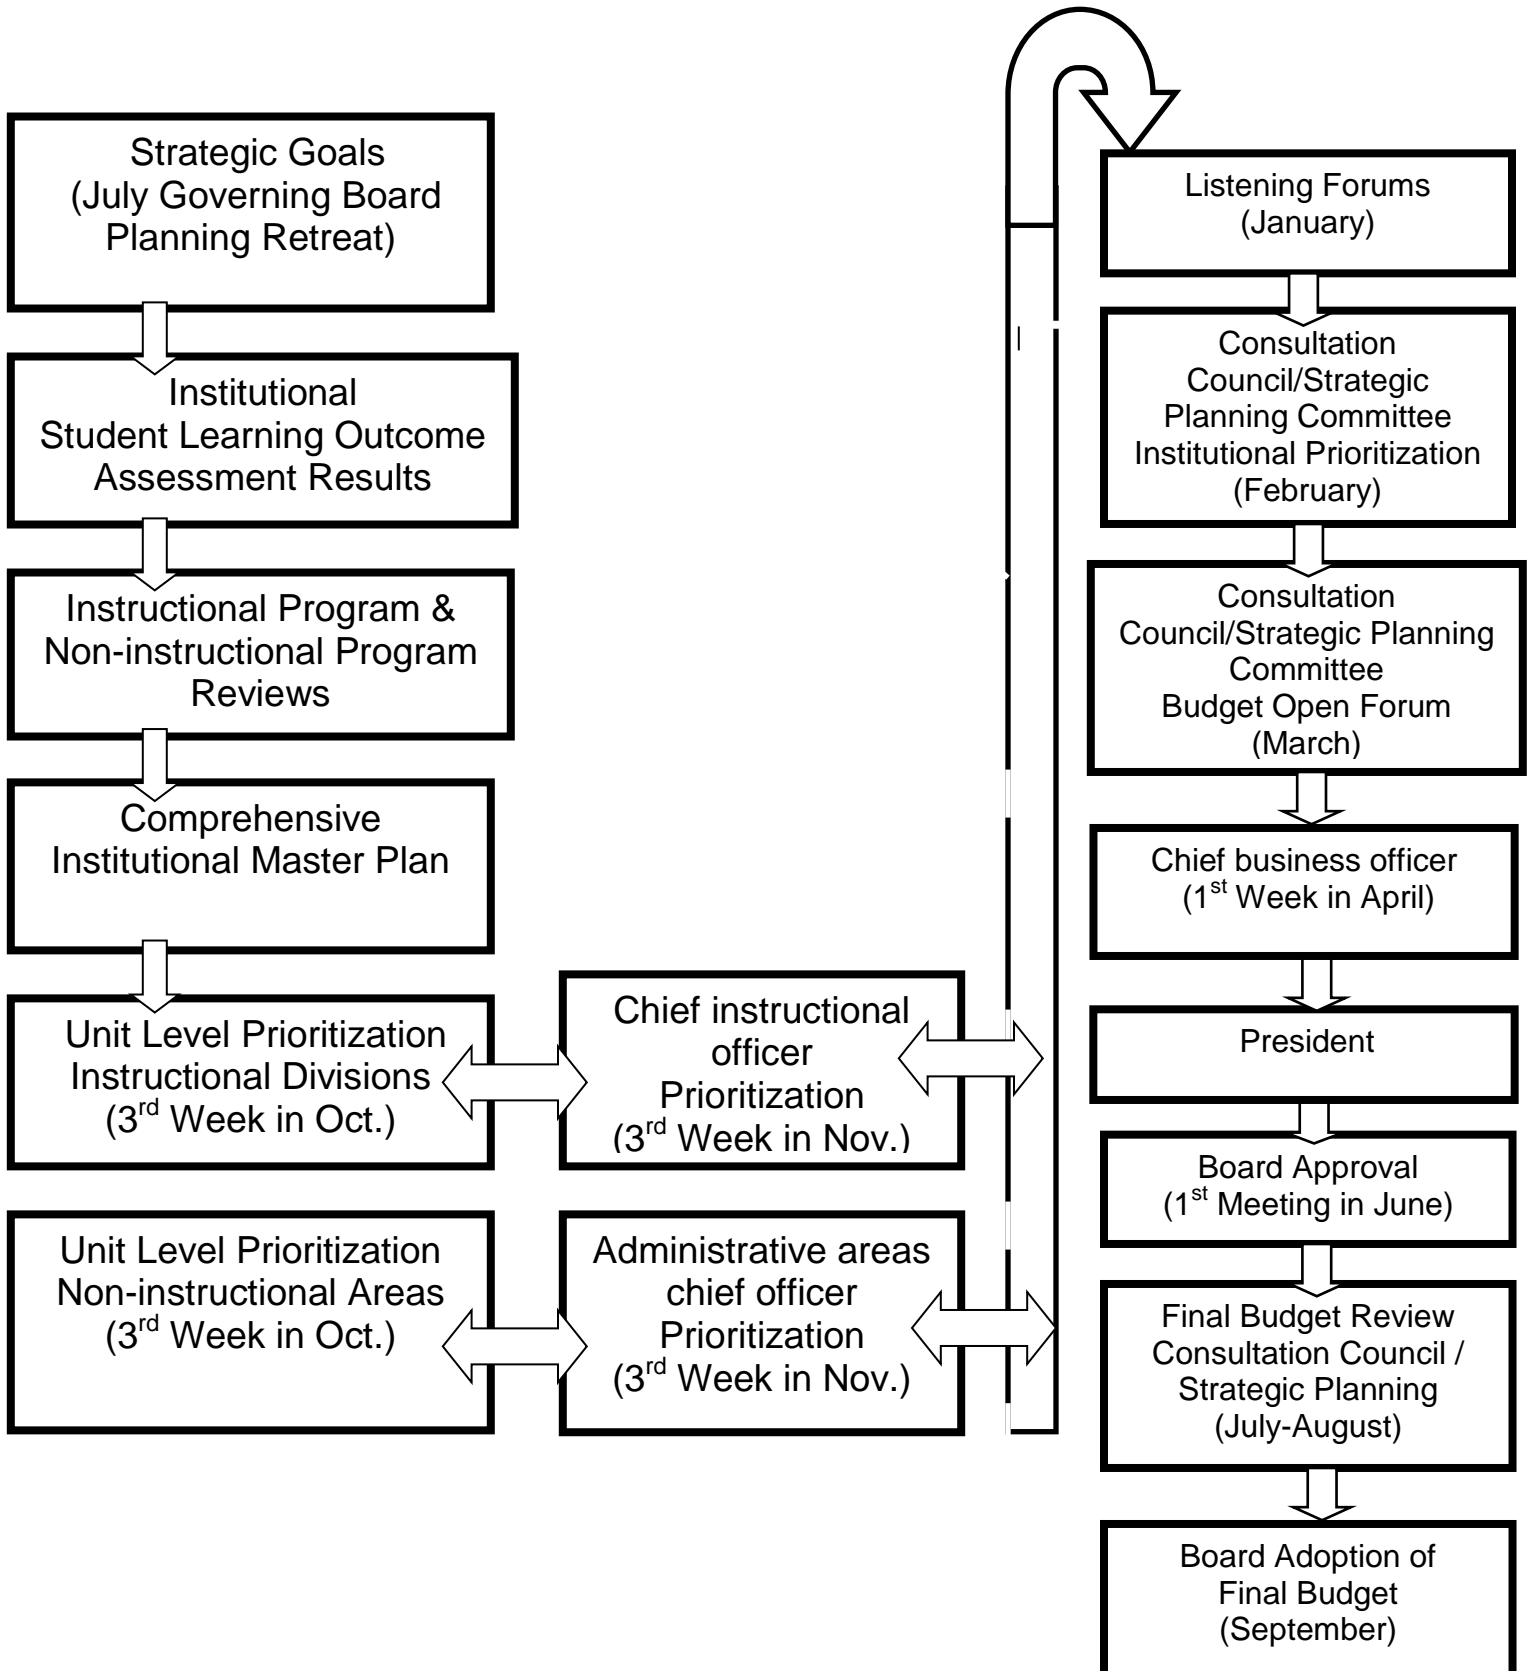 Strategic Goals
(July Governing Board
Planning Retreat)
Institutional
Student Learning Outcome
Assessment Results
Instructional Program &
Non-instructional Program
Reviews
Comprehensive
Institutional Master Plan
Unit Level Prioritization
Instructional Divisions
(3rd Week in Oct.)
Chief instructional
officer
Prioritization
(3rd Week in Nov.)
Unit Level Prioritization
Non-instructional Areas
(3rd Week in Oct.)
Administrative areas
chief officer
Prioritization
(3rd Week in Nov.)
Listening Forums
(January)
Consultation
Council/Strategic
Planning Committee
Institutional Prioritization
(February)
Consultation
Council/Strategic Planning
Committee
Budget Open Forum
(March)
Chief business officer
(1st Week in April)
President
Board Approval
(1st Meeting in June)
Final Budget Review
Consultation Council /
Strategic Planning
(July-August)
Board Adoption of
Final Budget
(September)